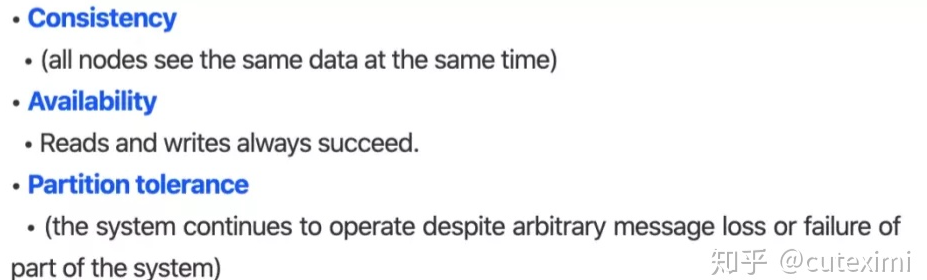 • Consistency
• (all nodes see the same data at the same time)
• Availability
• Reads and writes always succeed.
• Partition tolerance
• (the system continues to operate despite arbitrary message loss or failure of
part of the system)
知乎 @cuteximi